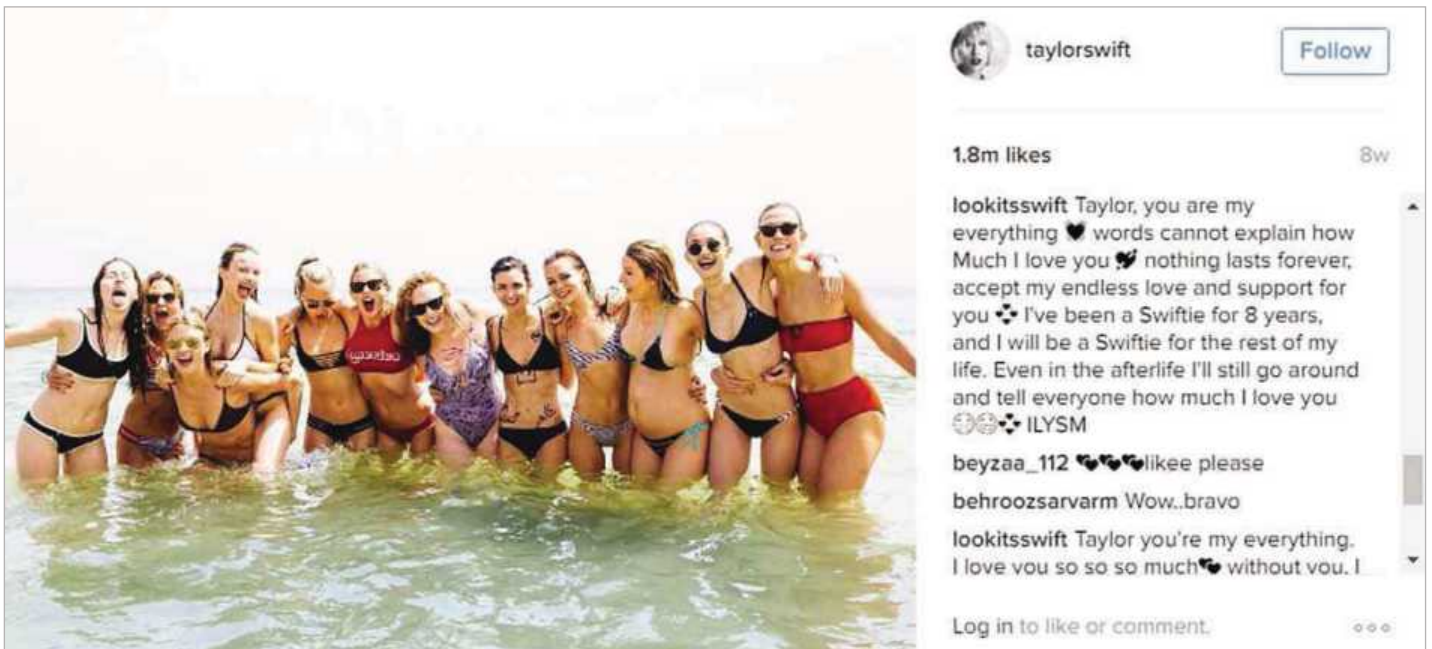 taylorswift
Follow
1.8m likes
8w
lookitsswift Taylor, you are my
everything 🖤 words cannot explain how
Much I love you 💘 nothing lasts forever,
accept my endless love and support for
you I've been a Swiftie for 8 years,
and I will be a Swiftie for the rest of my
life. Even in the afterlife I'll still go around
and tell everyone how much I love you
ILYSM
beyzaa_112 💕💕💕likee please
behroozsarvarm Wow..bravo
lookitsswift Taylor you're my everything.
I love you so so so much💕 without you. I
Log in to like or comment.